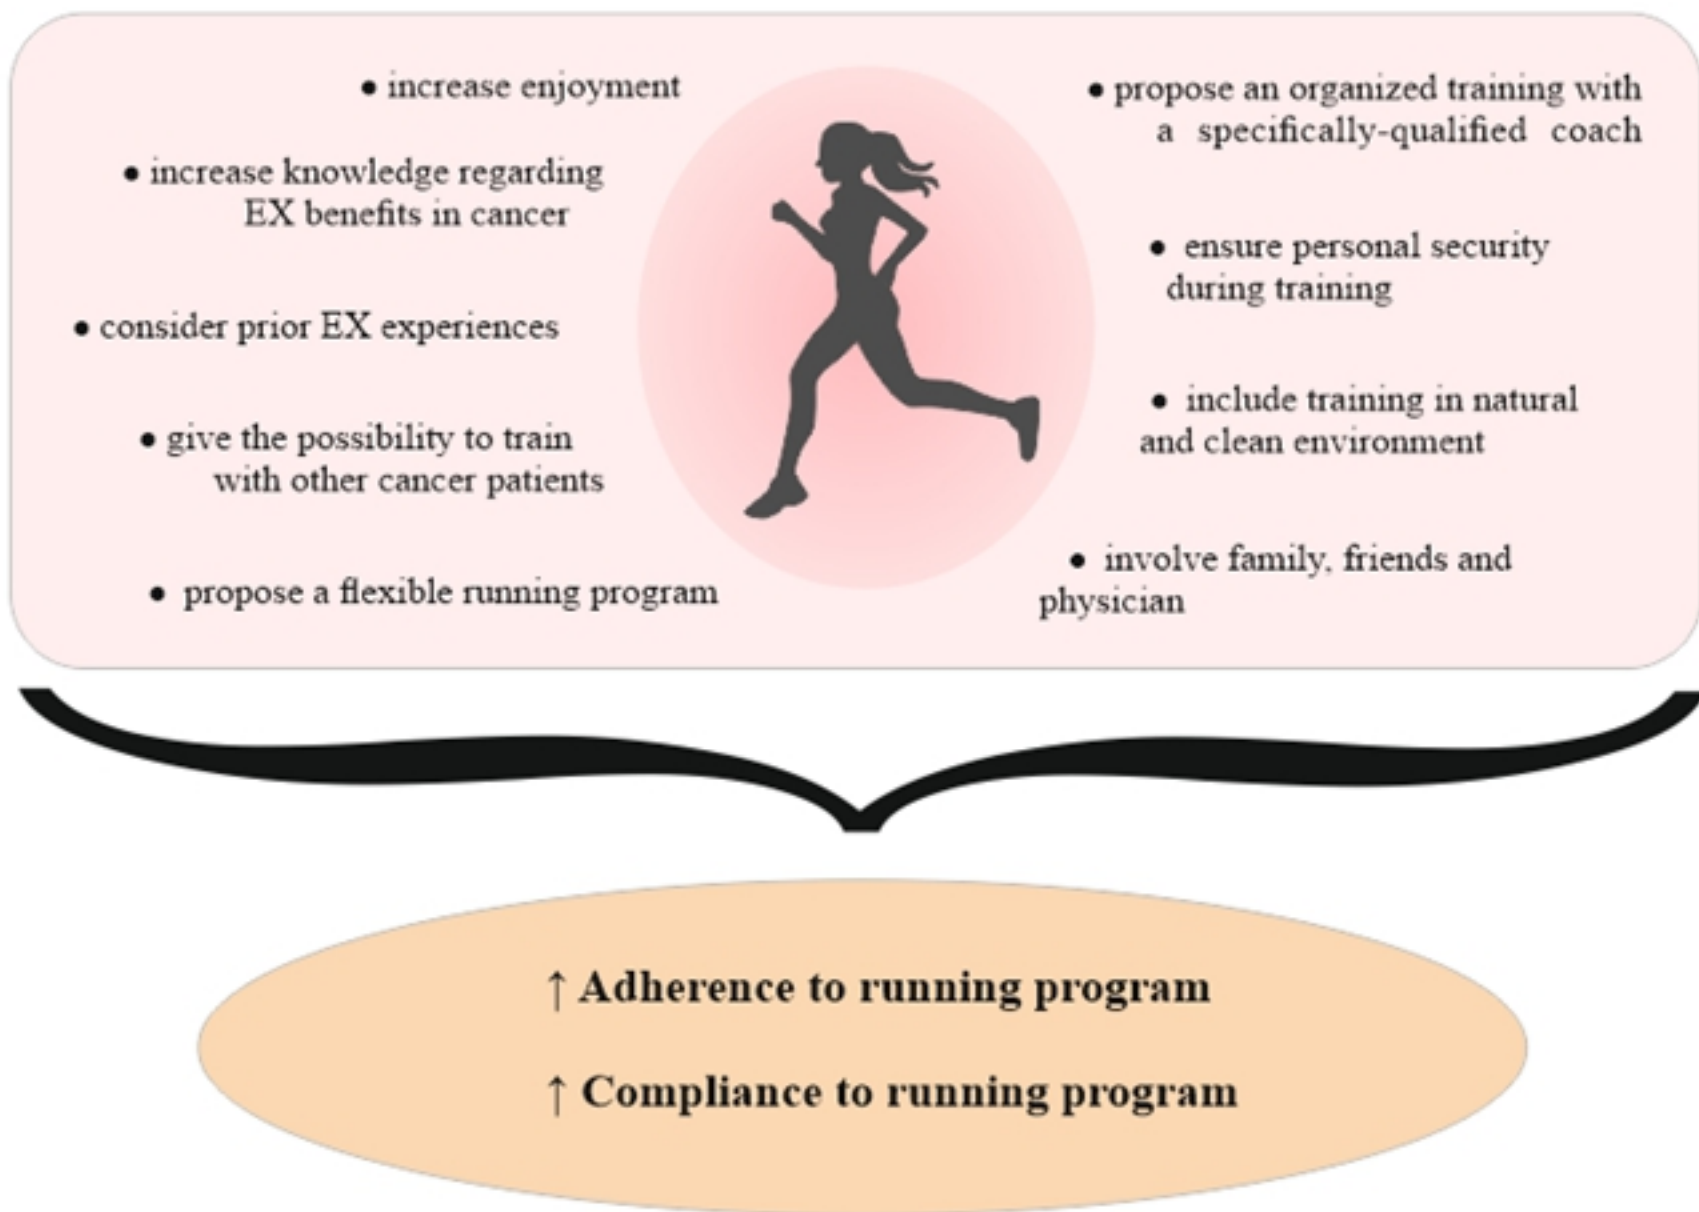 • increase enjoyment
• increase knowledge regarding
EX benefits in cancer
• consider prior EX experiences
• give the possibility to train
with other cancer patients
• propose a flexible running program
• propose an organized training with
a specifically-qualified coach
• ensure personal security
during training
• include training in natural
and clean environment
• involve family, friends and
physician
↑ Adherence to running program
↑ Compliance to running program